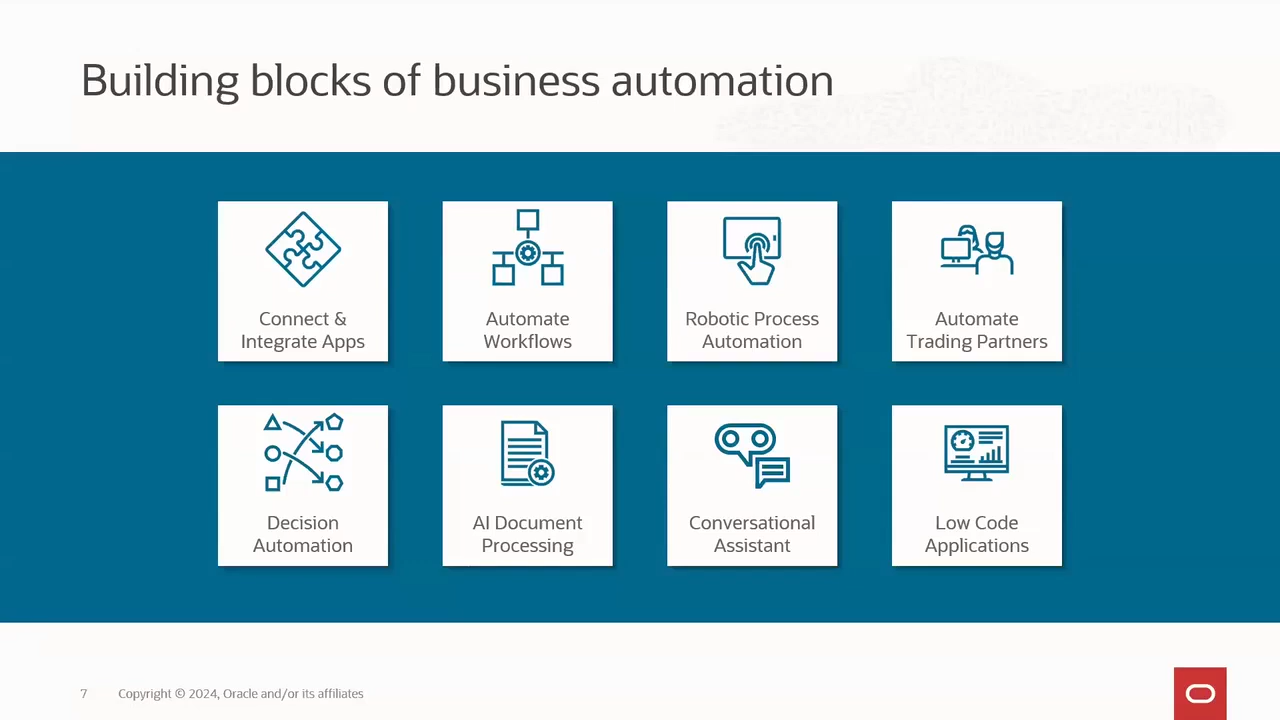 Building blocks of business automation
Connect &
Integrate Apps
Automate
Workflows
Robotic Process
Automation
Automate
Trading Partners
Decision
Automation
AI Document
Processing
Conversational
Assistant
Low Code
Applications
7
Copyright © 2024, Oracle and/or its affiliates